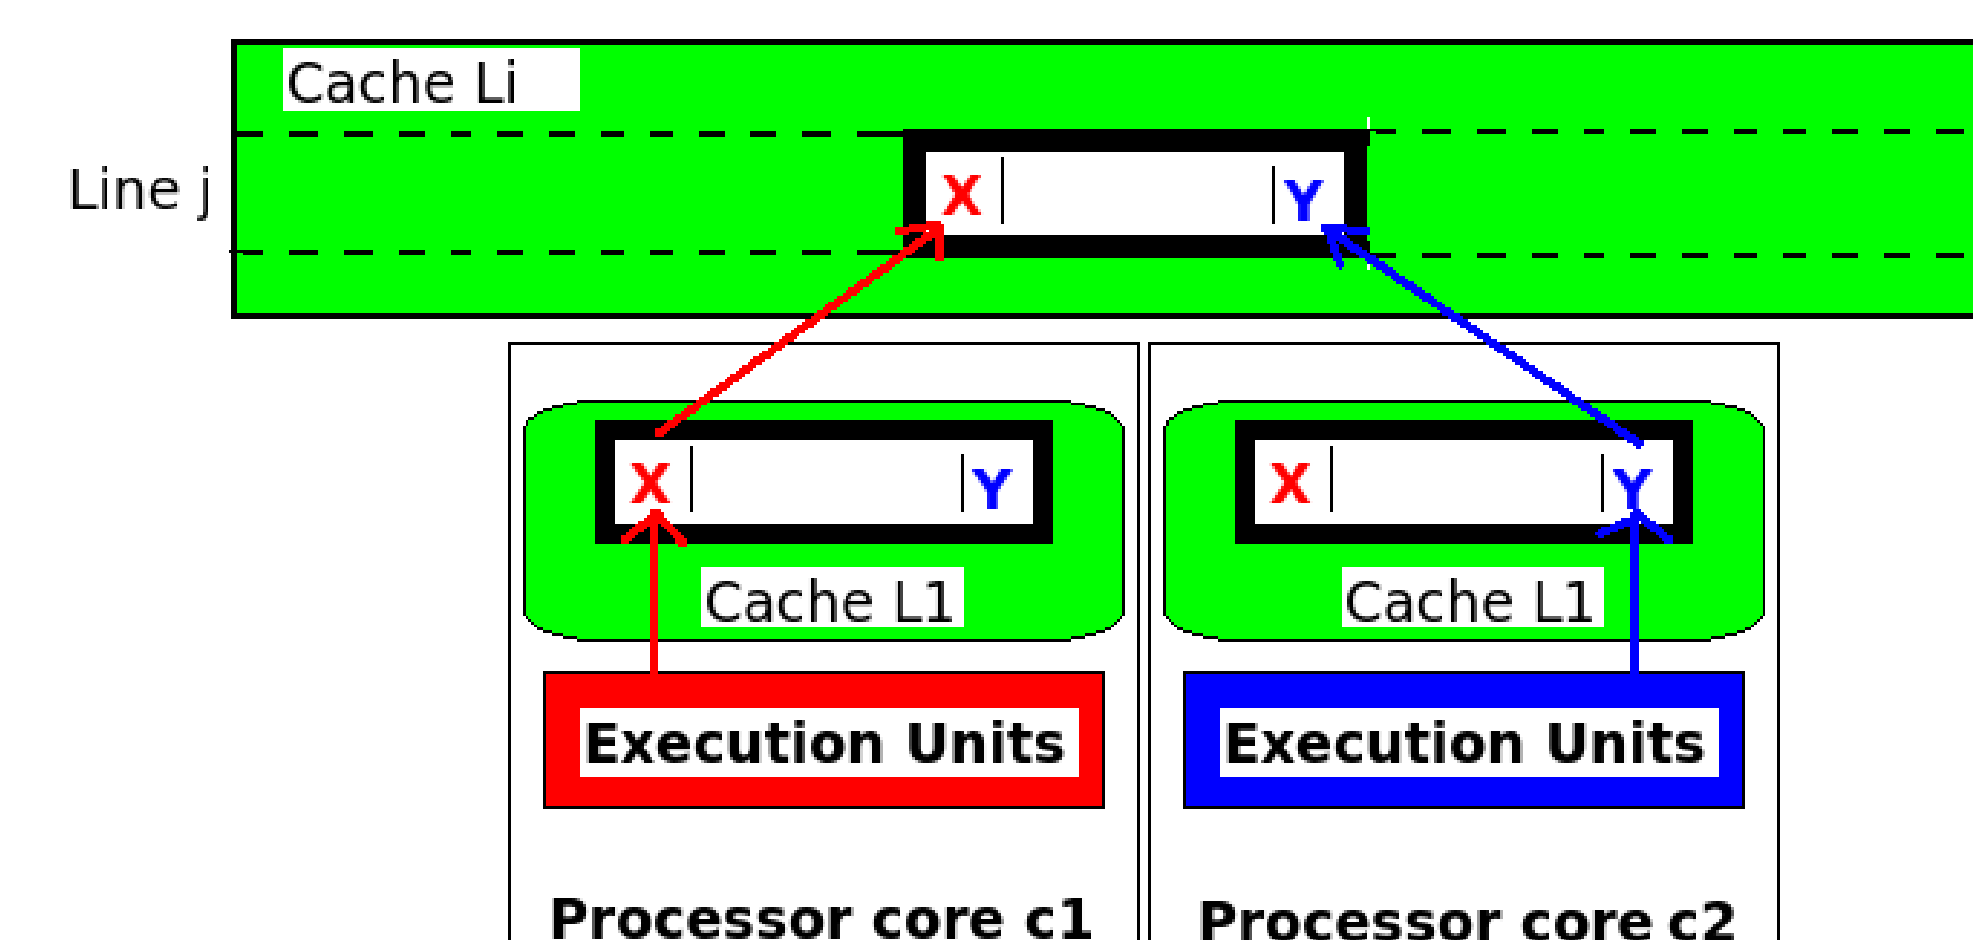 Cache Li
Line j
X Y
X Y
X Y
Cache L1
Cache L1
Execution Units
Execution Units
Processor core c1
Processor core c2